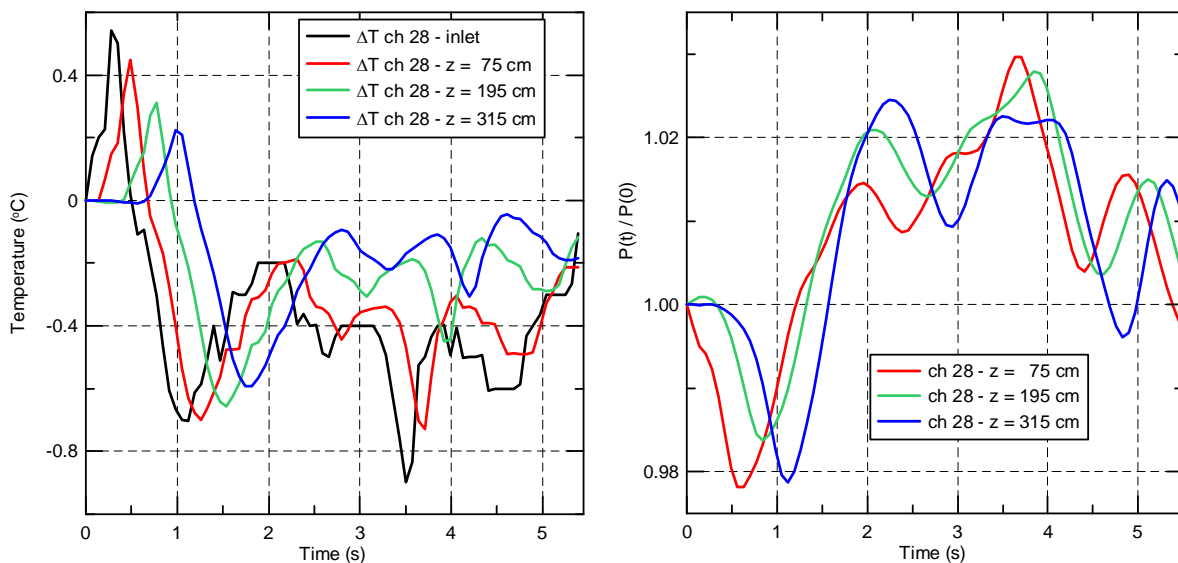 ΔT ch 28 - inlet
ΔT ch 28 - z = 75 cm
ΔT ch 28 - z = 195 cm
ΔT ch 28 - z = 315 cm
0.4
0
-0.4
-0.8
Temperature (ºC)
0 1 2 3 4 5
Time (s)
1.02
1.00
0.98
P(t) / P(0)
ch 28 - z = 75 cm
ch 28 - z = 195 cm
ch 28 - z = 315 cm
0 1 2 3 4 5
Time (s)